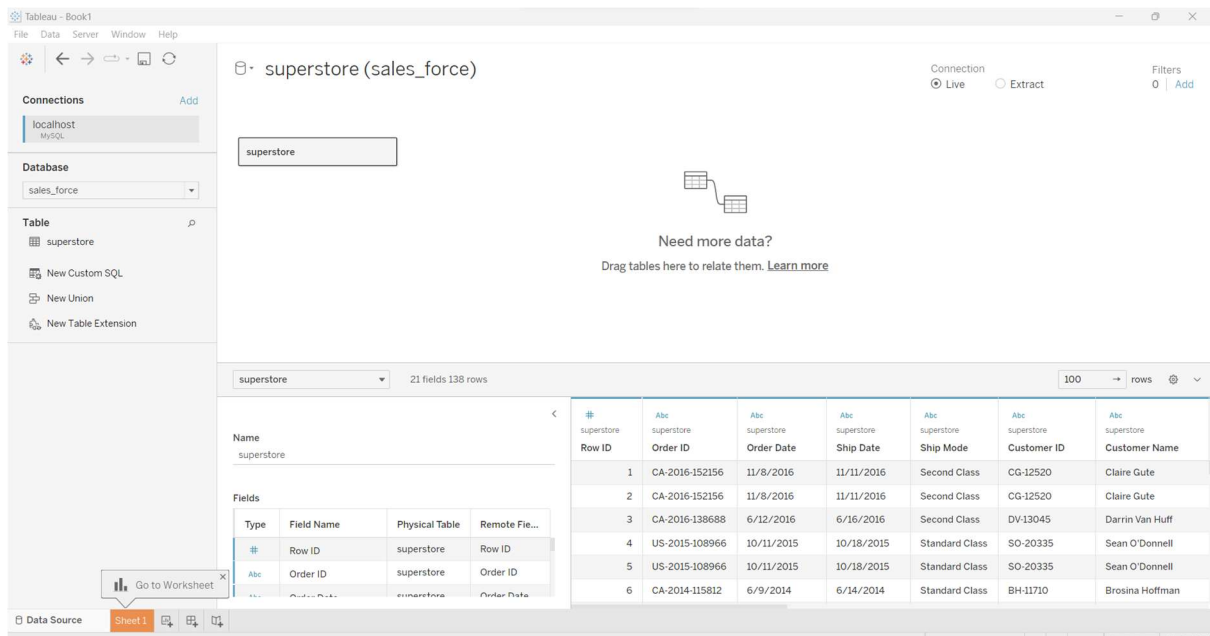 Tableau - Book1
File Data Server Window Help
superstore (sales_force)
Connection
Live Extract
Filters
0 Add
Connections Add
localhost
MySQL
Database
sales_force
Table
superstore
New Custom SQL
New Union
New Table Extension
superstore
Need more data?
Drag tables here to relate them. Learn more
superstore 21 fields 138 rows 100 → rows
Name
superstore
Fields
Type Field Name Physical Table Remote Fie...
# Row ID superstore Row ID
Abc Order ID superstore Order ID
Abc Order Date superstore Order Date
# Abc Abc Abc Abc Abc Abc
superstore superstore superstore superstore superstore superstore superstore
Row ID Order ID Order Date Ship Date Ship Mode Customer ID Customer Name
1 CA-2016-152156 11/8/2016 11/11/2016 Second Class CG-12520 Claire Gute
2 CA-2016-152156 11/8/2016 11/11/2016 Second Class CG-12520 Claire Gute
3 CA-2016-138688 6/12/2016 6/16/2016 Second Class DV-13045 Darrin Van Huff
4 US-2015-108966 10/11/2015 10/18/2015 Standard Class SO-20335 Sean O'Donnell
5 US-2015-108966 10/11/2015 10/18/2015 Standard Class SO-20335 Sean O'Donnell
6 CA-2014-115812 6/9/2014 6/14/2014 Standard Class BH-11710 Brosina Hoffman
Go to Worksheet
Data Source Sheet 1